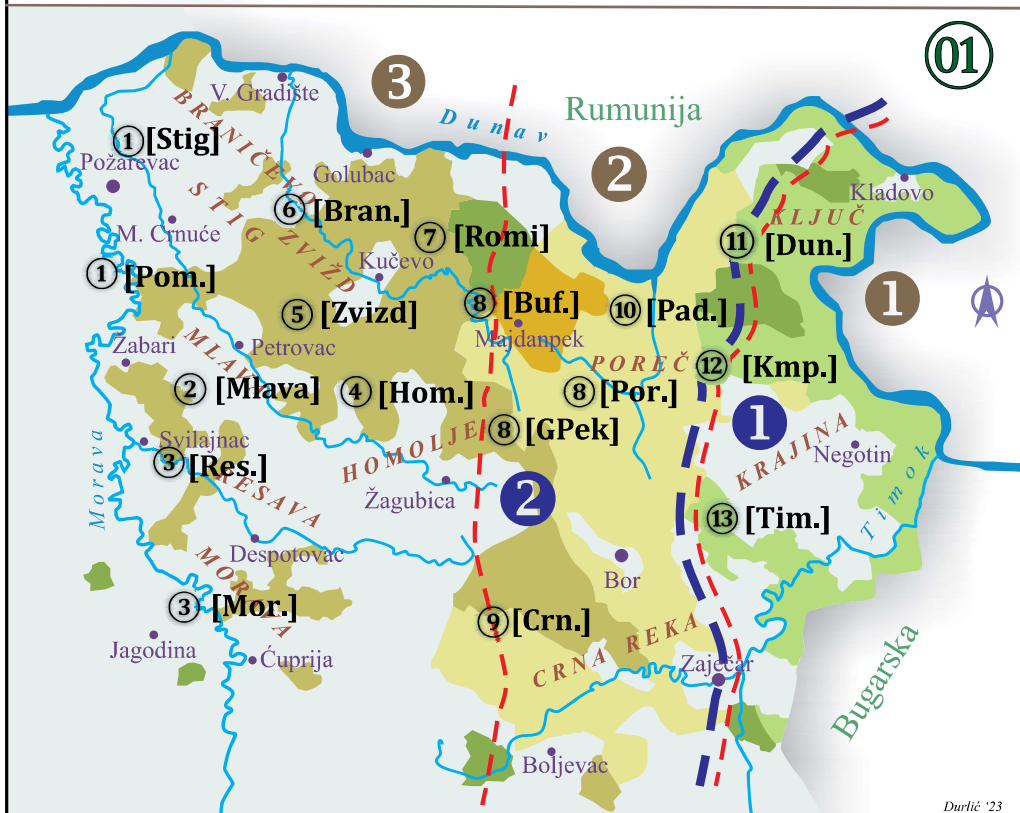 01
V. Gradište
3
Dunav
Rumunija
BRANIČEVO
1 [Stig]
Požarevac
STIG
Golubac
2
Kladovo
KLJUČ
6 [Bran.]
ZVIŽD
M. Crnuće
7 [Romi]
11 [Dun.]
1 [Pom.]
Kučevo
1
5 [Zvizd]
8 [Buf.]
10 [Pad.]
Majdanpek
Žabari
MLAVA
Petrovac
POREČ
12 [Kmp.]
2 [Mlava]
4 [Hom.]
8 [Por.]
1
Svilajnac
HOMOLJE
8 [GPek]
KRAJINA
Negotin
3 [Res.]
RESAVA
Morava
Žagubica
2
Timok
13 [Tim.]
Despotovac
Bor
MORAVA
3 [Mor.]
9 [Crn.]
CRNA REKA
Jagodina
Ćuprija
Zaječar
Bugarska
Boljevac
Durlić '23